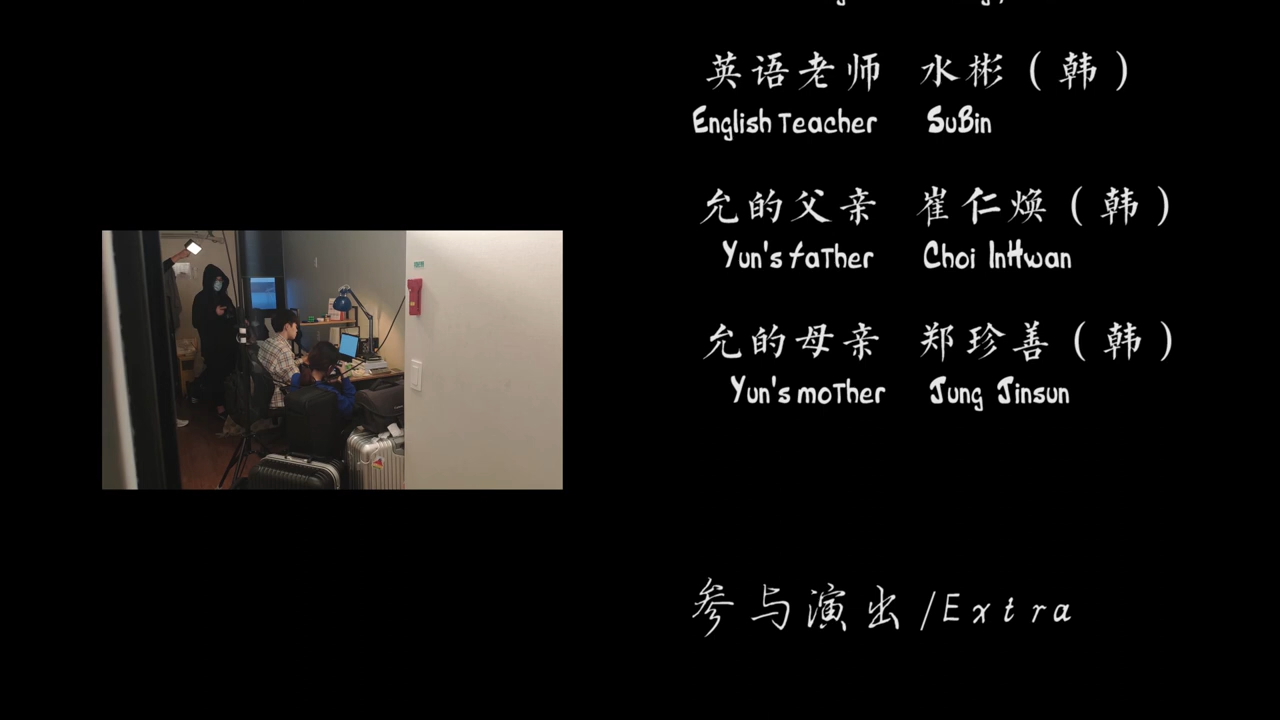 英语老师 水彬（韩）
English Teacher SuBin
允的父亲 崔仁焕（韩）
Yun's father Choi InHwan
允的母亲 郑珍善（韩）
Yun's mother Jung Jinsun
参与演出/Extra